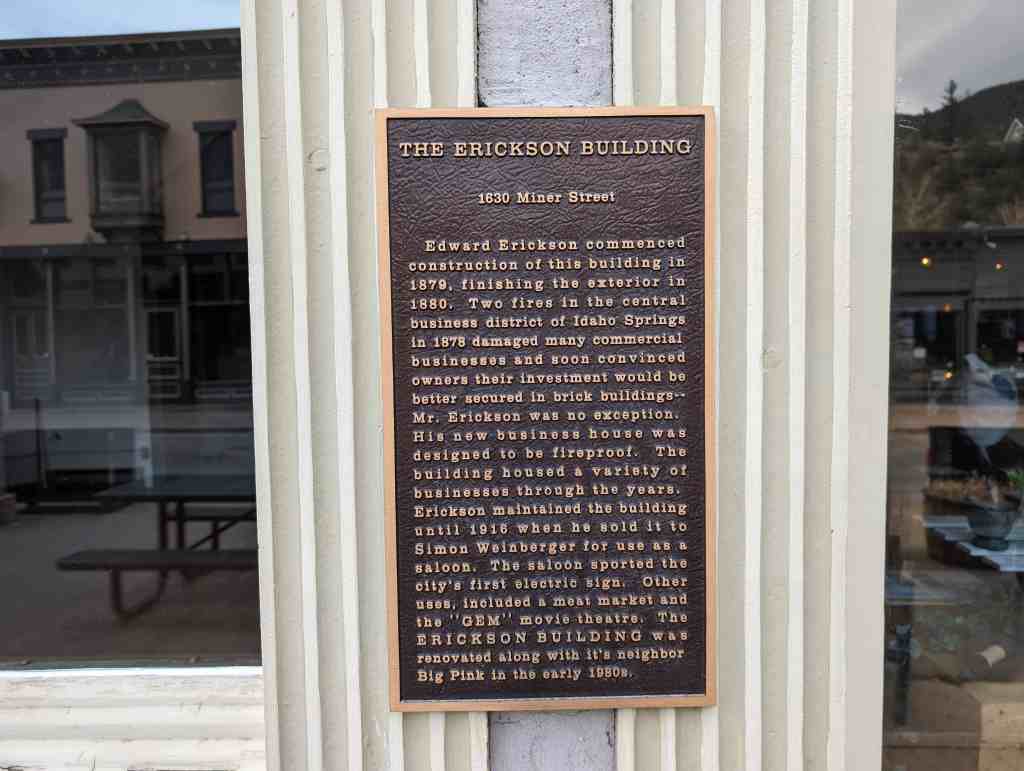 THE ERICKSON BUILDING
1630 Miner Street
Edward Erickson commenced
construction of this building in
1879, finishing the exterior in
1880. Two fires in the central
business district of Idaho Springs
in 1878 damaged many commercial
businesses and soon convinced
owners their investment would be
better secured in brick buildings--
Mr. Erickson was no exception.
His new business house was
designed to be fireproof. The
building housed a variety of
businesses through the years.
Erickson maintained the building
until 1916 when he sold it to
Simon Weinberger for use as a
saloon. The saloon sported the
city's first electric sign. Other
uses, included a meat market and
the "GEM" movie theatre. The
ERICKSON BUILDING was
renovated along with it's neighbor
Big Pink in the early 1980s.